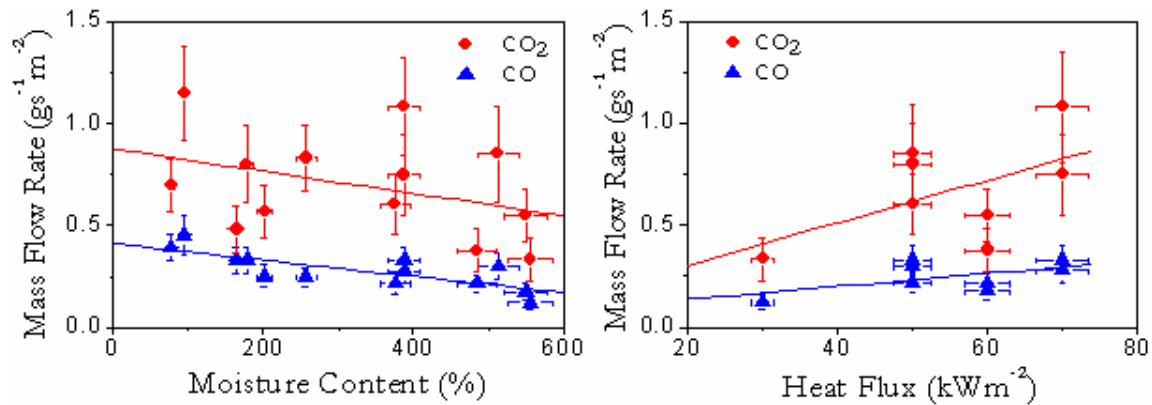 Mass Flow Rate (gs⁻¹ m⁻²)
1.5
1.0
0.5
0.0
CO₂
CO
0 200 400 600
Moisture Content (%)
Mass Flow Rate (gs⁻¹ m⁻²)
1.5
1.0
0.5
0.0
CO₂
CO
20 40 60 80
Heat Flux (kWm⁻²)